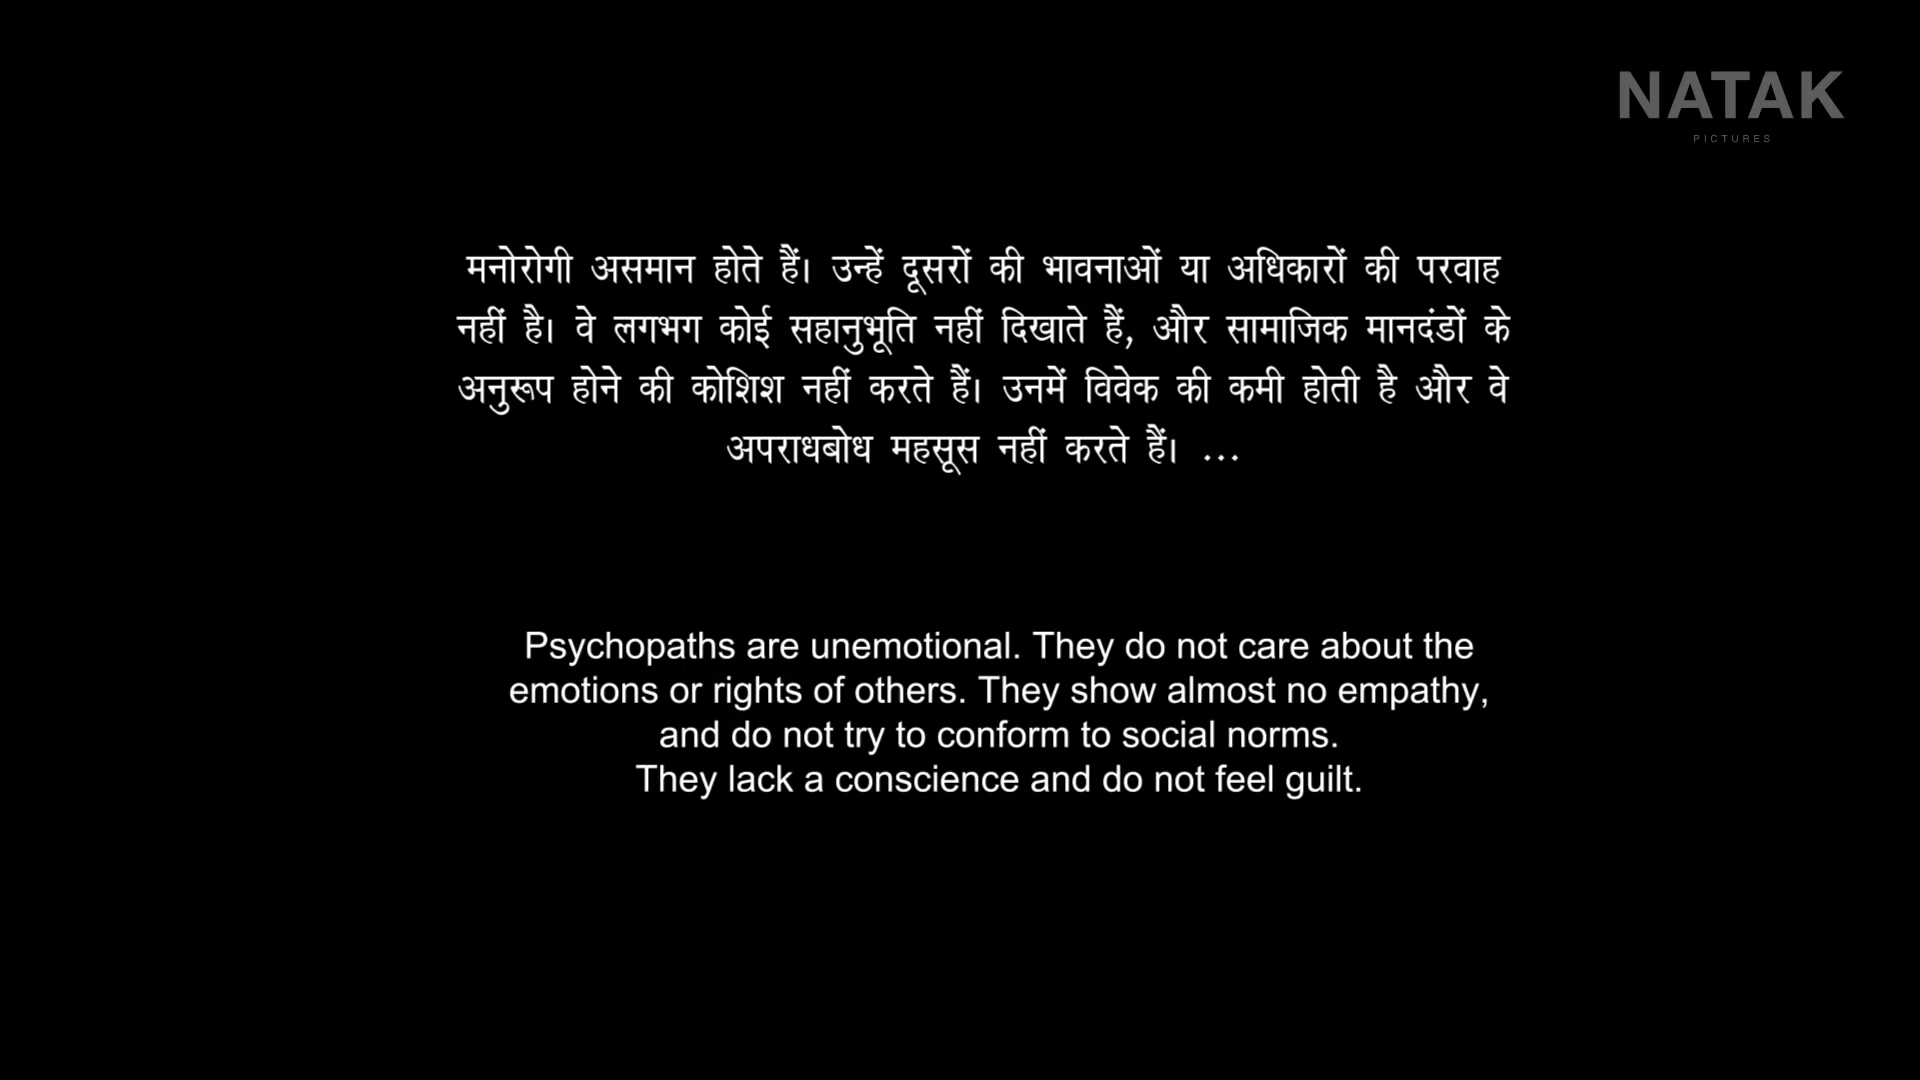 NATAK
PICTURES
मनोरोगी असमान होते हैं। उन्हें दूसरों की भावनाओं या अधिकारों की परवाह
नहीं है। वे लगभग कोई सहानुभूति नहीं दिखाते हैं, और सामाजिक मानदंडों के
अनुरूप होने की कोशिश नहीं करते हैं। उनमें विवेक की कमी होती है और वे
अपराधबोध महसूस नहीं करते हैं। ...
Psychopaths are unemotional. They do not care about the
emotions or rights of others. They show almost no empathy,
and do not try to conform to social norms.
They lack a conscience and do not feel guilt.